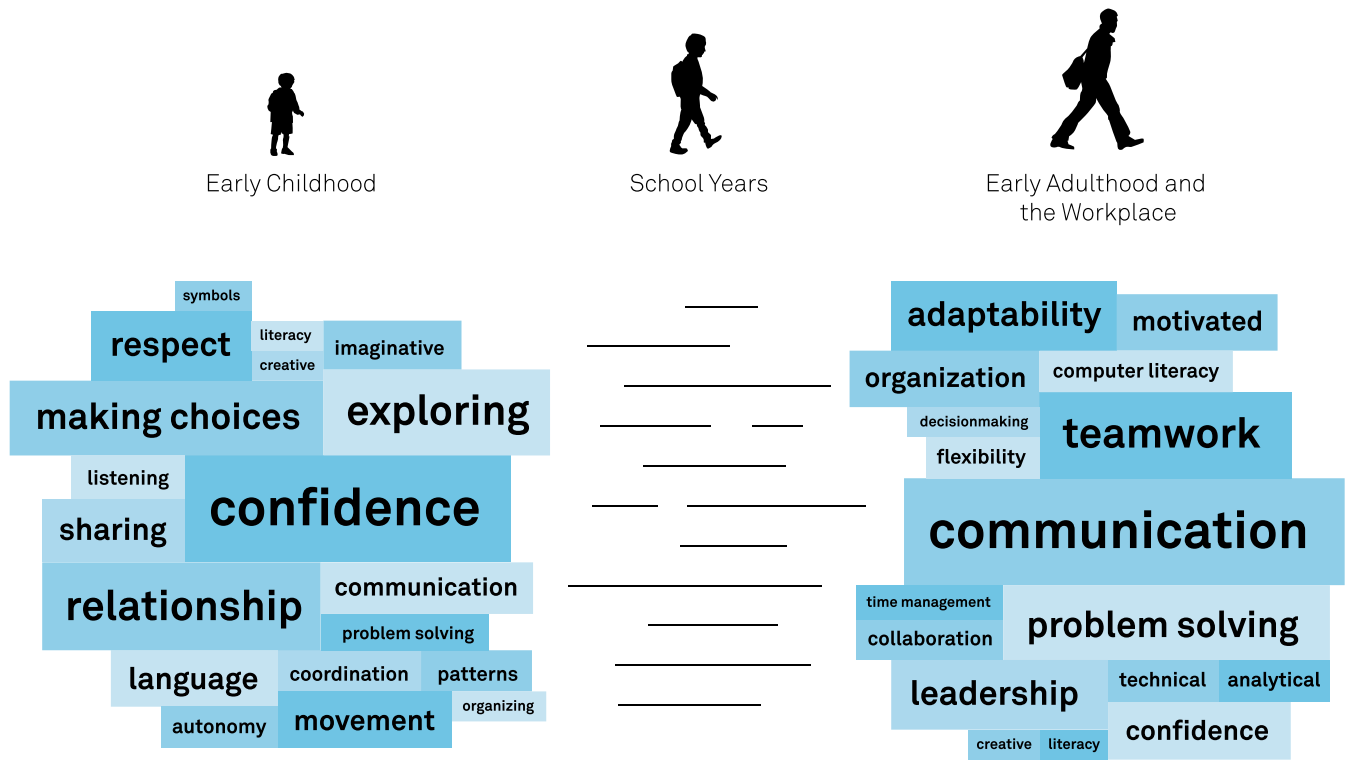 Early Childhood
School Years
Early Adulthood and
the Workplace
symbols
respect
literacy
creative
imaginative
making choices
exploring
listening
confidence
sharing
relationship
communication
problem solving
language
coordination
patterns
autonomy
movement
organizing
adaptability
motivated
organization
computer literacy
decisionmaking
teamwork
flexibility
communication
time management
problem solving
collaboration
leadership
technical
analytical
confidence
creative
literacy